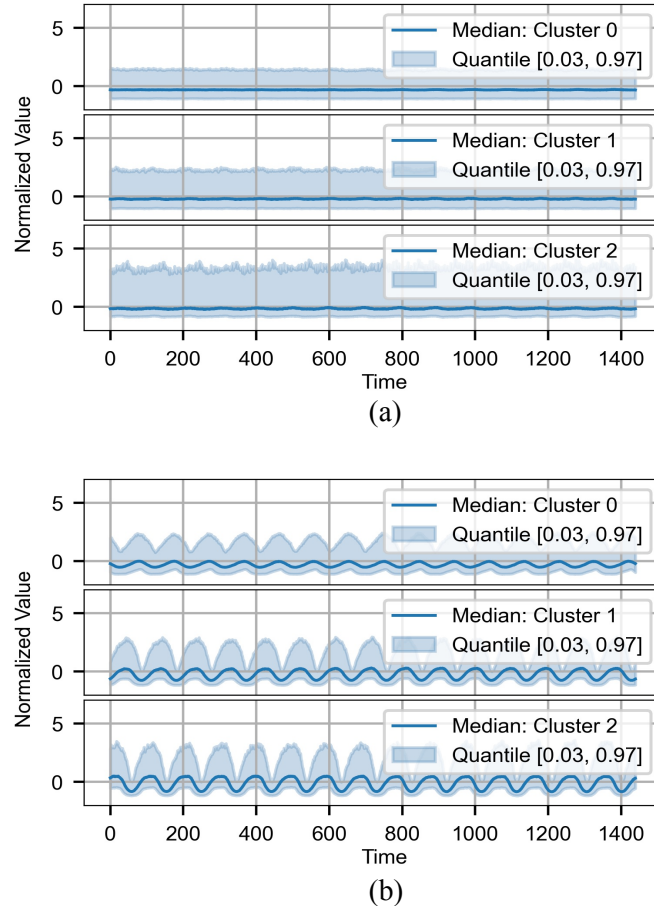 5
Median: Cluster 0
Quantile [0.03, 0.97]
0
5
Median: Cluster 1
Quantile [0.03, 0.97]
0
5
Median: Cluster 2
Quantile [0.03, 0.97]
0
Normalized Value
0 200 400 600 800 1000 1200 1400
Time
(a)
5
Median: Cluster 0
Quantile [0.03, 0.97]
0
5
Median: Cluster 1
Quantile [0.03, 0.97]
0
5
Median: Cluster 2
Quantile [0.03, 0.97]
0
Normalized Value
0 200 400 600 800 1000 1200 1400
Time
(b)